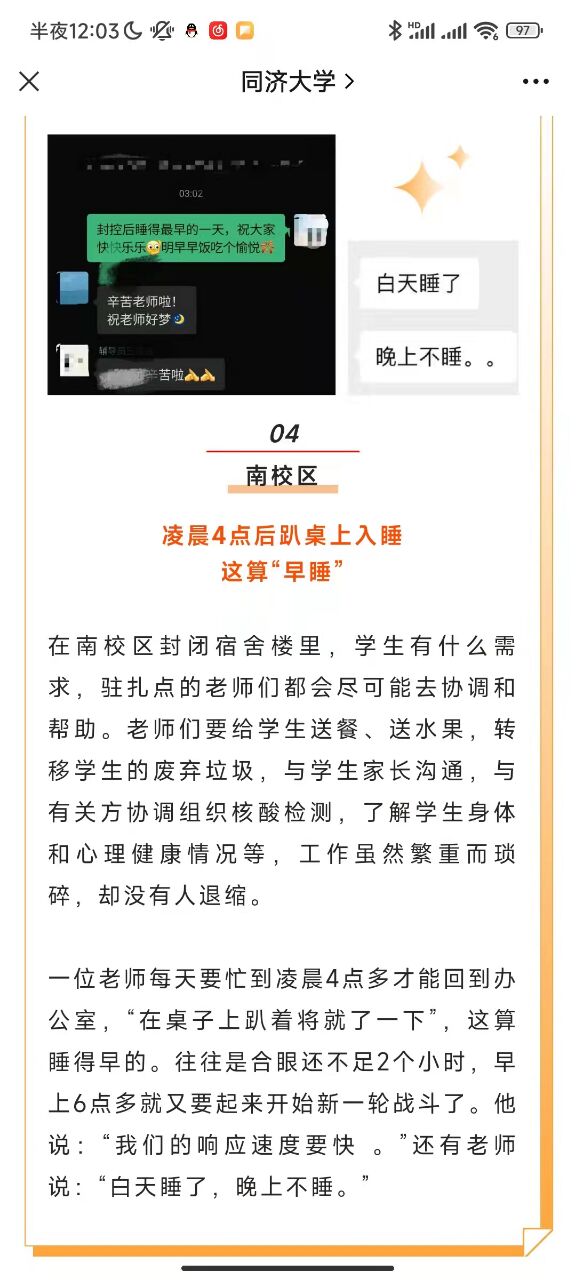 半夜12:03
HD
6
97
同济大学
03:02
封控后睡得最早的一天，祝大家
快快乐乐明早早饭吃个愉悦
辛苦老师啦！
祝老师好梦
辅导员
辛苦啦
白天睡了
晚上不睡。。
04
南校区
凌晨4点后趴桌上入睡
这算“早睡”
在南校区封闭宿舍楼里，学生有什么需
求，驻扎点的老师们都会尽可能去协调和
帮助。老师们要给学生送餐、送水果，转
移学生的废弃垃圾，与学生家长沟通，与
有关方协调组织核酸检测，了解学生身体
和心理健康情况等，工作虽然繁重而琐
碎，却没有人退缩。
一位老师每天要忙到凌晨4点多才能回到办
公室，“在桌子上趴着将就了一下”，这算
睡得早的。往往是合眼还不足2个小时，早
上6点多就又要起来开始新一轮战斗了。他
说：“我们的响应速度要快 。”还有老师
说：“白天睡了，晚上不睡。”